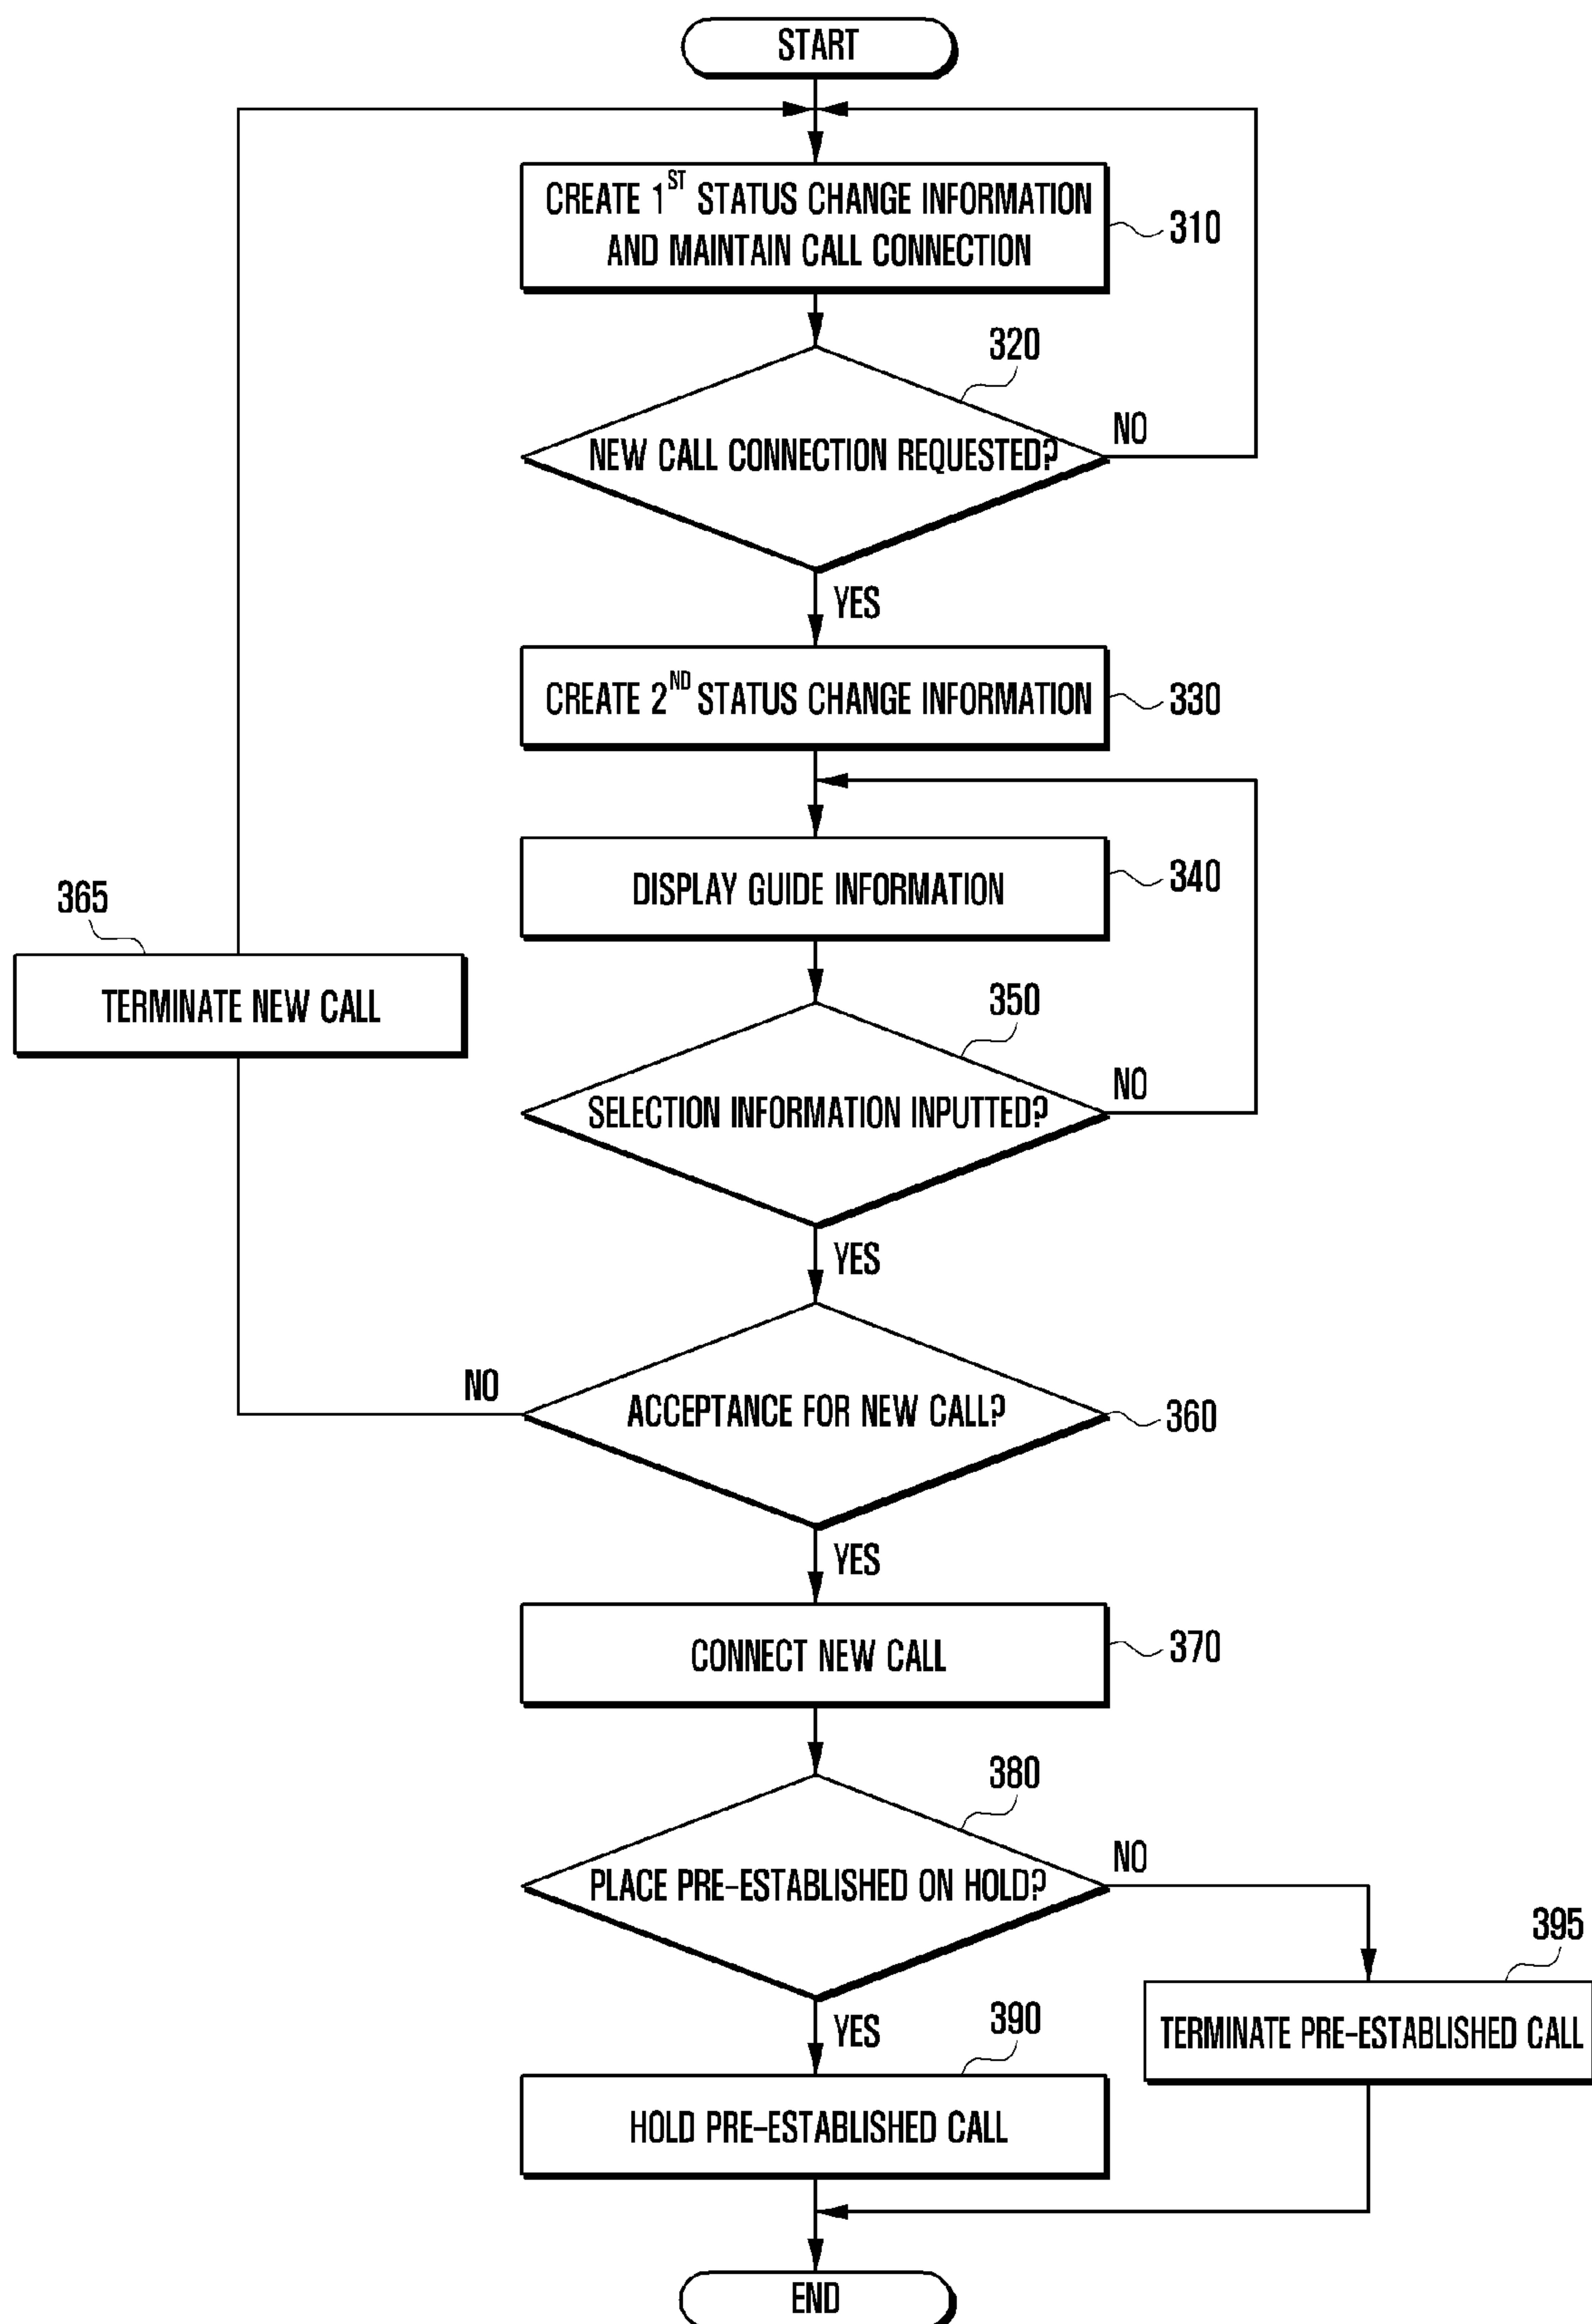 START
CREATE 1ST STATUS CHANGE INFORMATION
AND MAINTAIN CALL CONNECTION
310
320
NEW CALL CONNECTION REQUESTED?
NO
YES
CREATE 2ND STATUS CHANGE INFORMATION
330
DISPLAY GUIDE INFORMATION
340
365
TERMINATE NEW CALL
350
SELECTION INFORMATION INPUTTED?
NO
YES
NO
ACCEPTANCE FOR NEW CALL?
360
YES
CONNECT NEW CALL
370
380
PLACE PRE-ESTABLISHED ON HOLD?
NO
395
TERMINATE PRE-ESTABLISHED CALL
YES
390
HOLD PRE-ESTABLISHED CALL
END